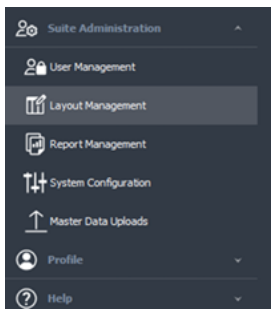 Suite Administration
User Management
Layout Management
Report Management
System Configuration
Master Data Uploads
Profile
Help